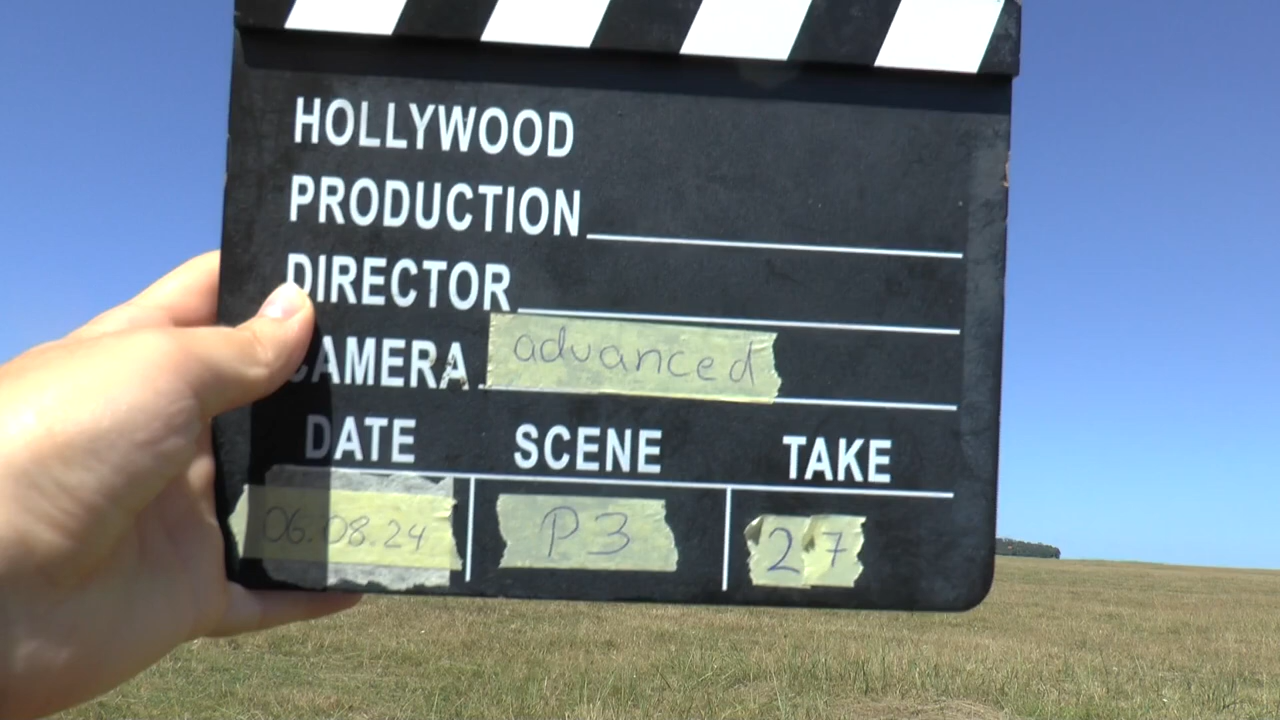 HOLLYWOOD
PRODUCTION
DIRECTOR
CAMERA advanced
DATE SCENE TAKE
06.08.24 P3 27